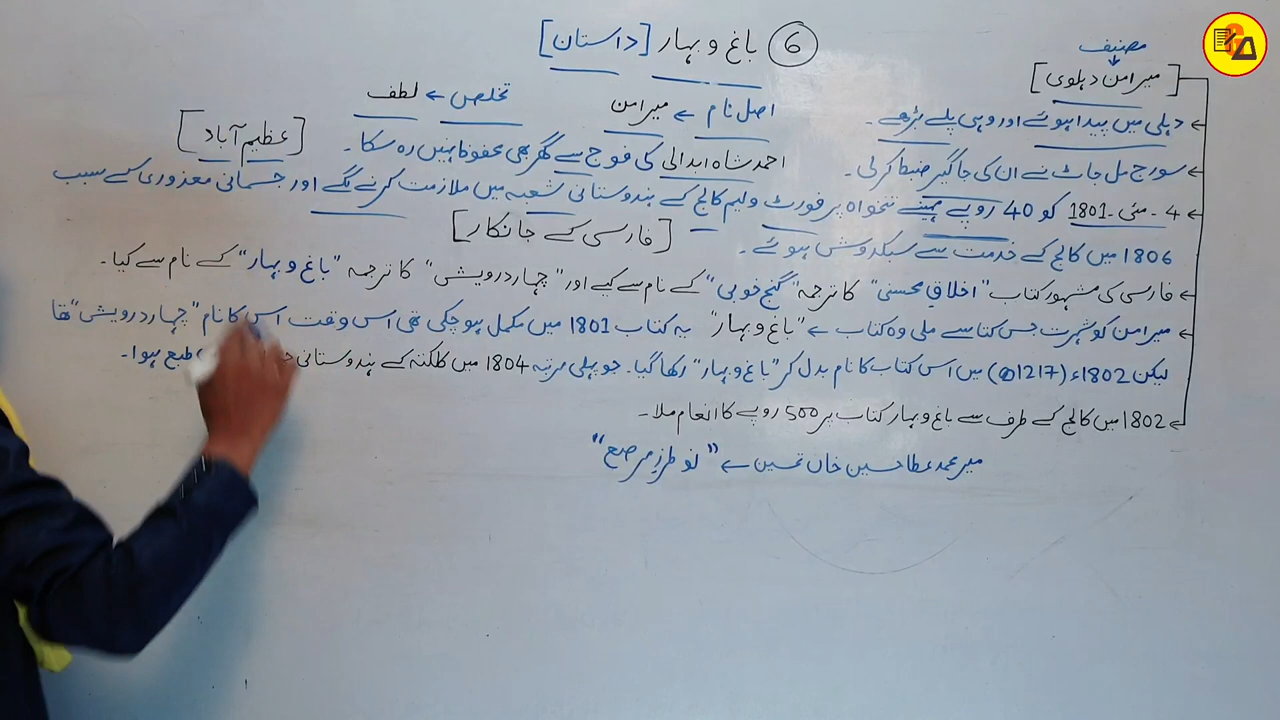 ⑥ باغ و بہار [داستان]
مصنیف
[میر امن دہلوی]
اصل نام ← میر امن
تخلص ← لطف
دہلی میں پیدا ہوئے اور وہی پلے بڑھے۔
سورج مل جاٹ نے ان کی جاگیر ضبط کر لی۔ احمد شاہ ابدالی کی فوج سے گھر بھی محفوظ نہیں رہ سکا۔ [عظیم آباد]
4 - مئی - 1801 کو 40 روپے مہینے تنخواہ پر فورٹ ولیم کالج کے ہندوستانی شعبہ میں ملازمت کرنے لگے اور جسمانی معذوری کے سبب
1806 میں کالج کے خدمت سے سبکدوش ہوئے۔ [فارسی کے جانکار]
فارسی کی مشہور کتاب "اخلاق محسنی" کا ترجمہ "گنج خوبی" کے نام سے کیے اور "چہار درویش" کا ترجمہ "باغ و بہار" کے نام سے کیا۔
میر امن کو شہرت جس کتاب سے ملی وہ کتاب ← "باغ و بہار" یہ کتاب 1801 میں مکمل ہو چکی تھی اس وقت اس کا نام "چہار درویش" تھا
لیکن 1802ء (1217ھ) میں اس کتاب کا نام بدل کر "باغ و بہار" رکھا گیا۔ جو پہلی مرتبہ 1804 میں کلکتہ کے ہندوستانی طبع ہوا۔
1802 میں کالج کے طرف سے باغ و بہار کتاب پر 500 روپے کا انعام ملا۔
میر محمد عطا حسین خاں تحسین ← "نو طرز مرصع"